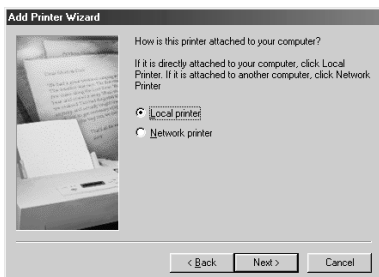 Add Printer Wizard
How is this printer attached to your computer?
If it is directly attached to your computer, click Local
Printer. If it is attached to another computer, click Network
Printer
Local printer
Network printer
< Back Next > Cancel